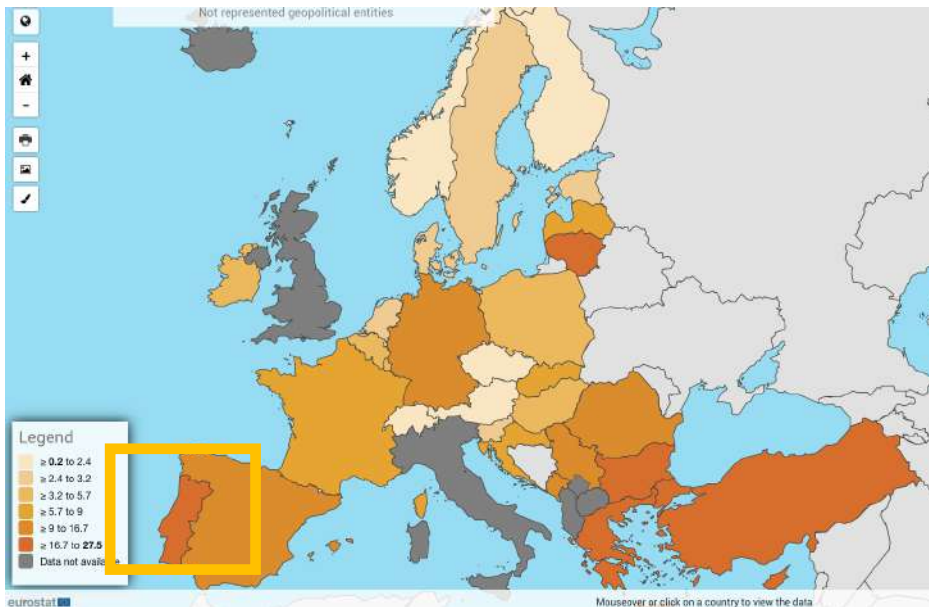 Not represented geopolitical entities
+
-
Legend
≥ 0.2 to 2.4
≥ 2.4 to 3.2
≥ 3.2 to 5.7
≥ 5.7 to 9
≥ 9 to 16.7
≥ 16.7 to 27.5
Data not available
eurostat
Mouseover or click on a country to view the data